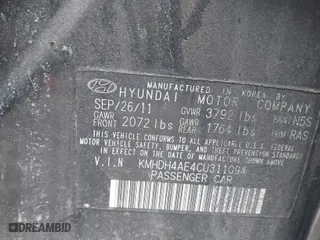 MANUFACTURED IN KOREA BY
HYUNDAI MOTOR COMPANY
SEP/26/11 GVWR 3792 lbs PAINT:N5S
GAWR FRONT 2072 lbs GAWR REAR 1764 lbs TRIM RAS
THIS VEHICLE CONFORMS TO ALL APPLICABLE U.S. FEDERAL
MOTOR VEHICLE SAFETY BUMPER AND THEFT PREVENTION
STANDARDS IN EFFECT ON THE DATE OF MANUFACTURE SHOWN ABOVE.
V.I.N KMHDH4AE4CU311094
PASSENGER CAR